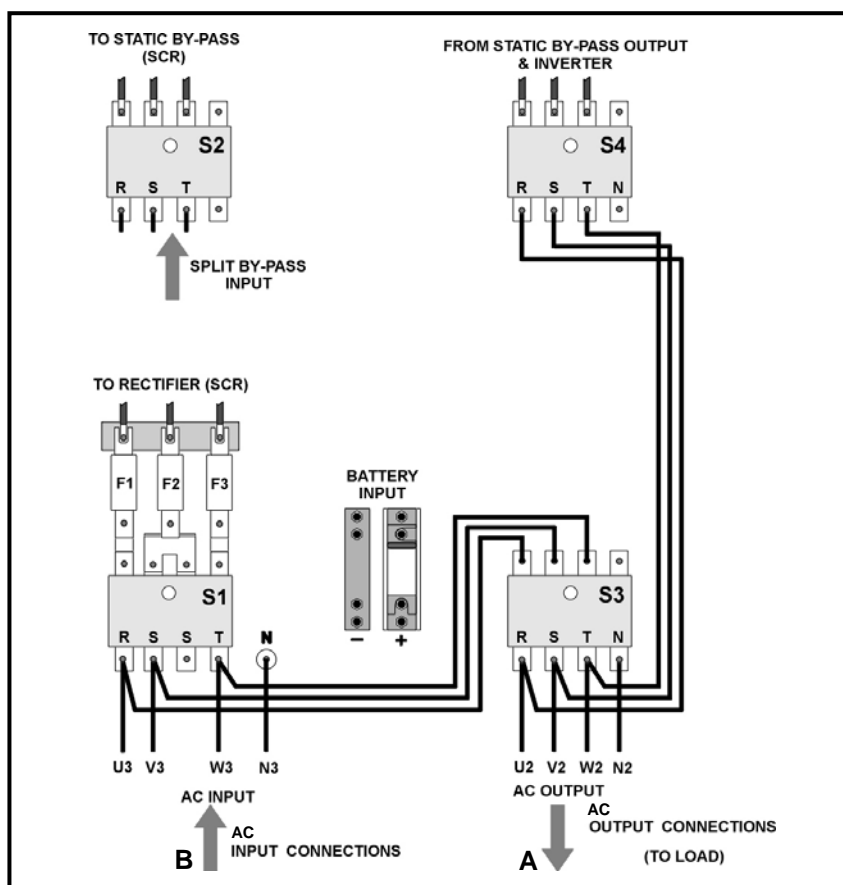 TO STATIC BY-PASS
(SCR)
S2
R S T
SPLIT BY-PASS
INPUT
FROM STATIC BY-PASS OUTPUT
& INVERTER
S4
R S T N
TO RECTIFIER (SCR)
F1 F2 F3
S1
R S S T N
U3 V3 W3 N3
AC INPUT
AC
B INPUT CONNECTIONS
BATTERY
INPUT
– +
S3
R S T N
U2 V2 W2 N2
AC OUTPUT
AC
A OUTPUT CONNECTIONS
(TO LOAD)